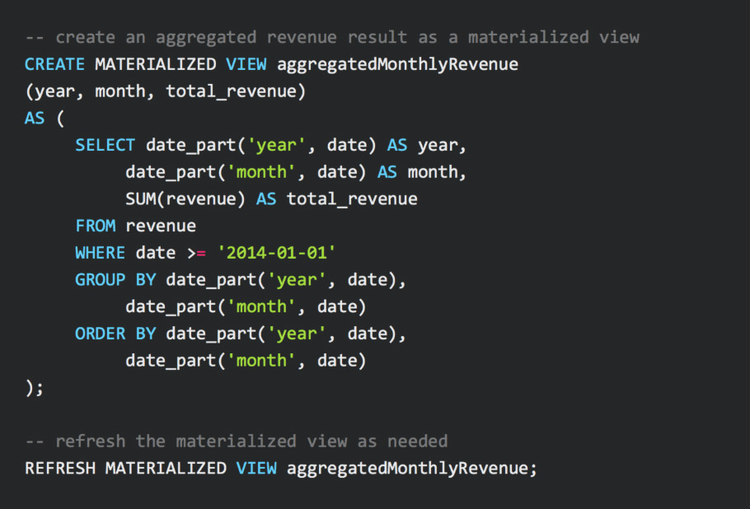 -- create an aggregated revenue result as a materialized view
CREATE MATERIALIZED VIEW aggregatedMonthlyRevenue
(year, month, total_revenue)
AS (
     SELECT date_part('year', date) AS year,
          date_part('month', date) AS month,
          SUM(revenue) AS total_revenue
     FROM revenue
     WHERE date >= '2014-01-01'
     GROUP BY date_part('year', date),
          date_part('month', date)
     ORDER BY date_part('year', date),
          date_part('month', date)
);
-- refresh the materialized view as needed
REFRESH MATERIALIZED VIEW aggregatedMonthlyRevenue;